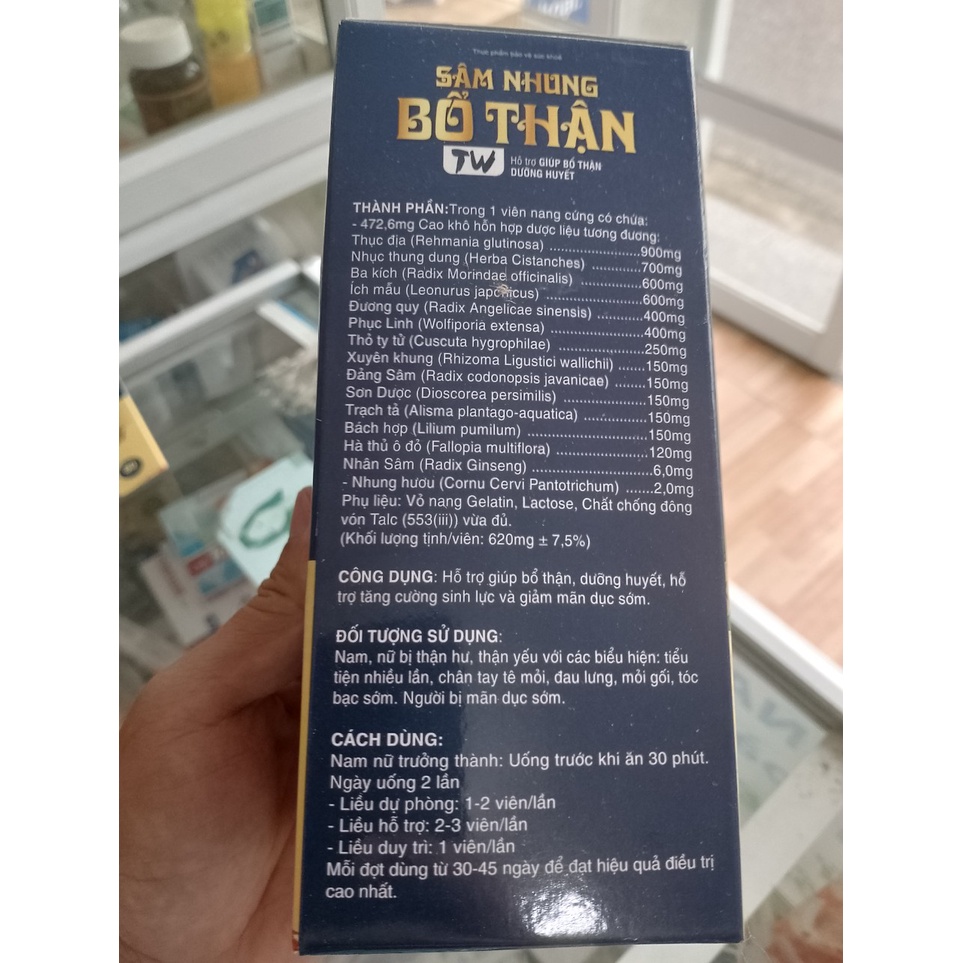 Thực phẩm bảo vệ sức khoẻ
SÂM NHUNG
BỔ THẬN
TW
Hỗ trợ GIÚP BỔ THẬN
DƯỠNG HUYẾT
THÀNH PHẦN:Trong 1 viên nang cứng có chứa:
- 472,6mg Cao khô hỗn hợp dược liệu tương đương:
Thục địa (Rehmania glutinosa) ......................900mg
Nhục thung dung (Herba Cistanches) ............700mg
Ba kích (Radix Morindae officinalis) ...............600mg
Ích mẫu (Leonurus japonicus) ......................600mg
Đương quy (Radix Angelicae sinensis) ...........400mg
Phục Linh (Wolfiporia extensa) .....................400mg
Thỏ ty tử (Cuscuta hygrophilae) ....................250mg
Xuyên khung (Rhizoma Ligustici wallichii) .......150mg
Đảng Sâm (Radix codonopsis javanicae) ........150mg
Sơn Dược (Dioscorea persimilis) ...................150mg
Trạch tả (Alisma plantago-aquatica) ...............150mg
Bách hợp (Lilium pumilum) ..........................150mg
Hà thủ ô đỏ (Fallopia multiflora) ....................120mg
Nhân Sâm (Radix Ginseng) ..........................6,0mg
- Nhung hươu (Cornu Cervi Pantotrichum) .......2,0mg
Phụ liệu: Vỏ nang Gelatin, Lactose, Chất chống đông
vón Talc (553(iii)) vừa đủ.
(Khối lượng tịnh/viên: 620mg ± 7,5%)
CÔNG DỤNG: Hỗ trợ giúp bổ thận, dưỡng huyết, hỗ
trợ tăng cường sinh lực và giảm mãn dục sớm.
ĐỐI TƯỢNG SỬ DỤNG:
Nam, nữ bị thận hư, thận yếu với các biểu hiện: tiểu
tiện nhiều lần, chân tay tê mỏi, đau lưng, mỏi gối, tóc
bạc sớm. Người bị mãn dục sớm.
CÁCH DÙNG:
Nam nữ trưởng thành: Uống trước khi ăn 30 phút.
Ngày uống 2 lần
- Liều dự phòng: 1-2 viên/lần
- Liều hỗ trợ: 2-3 viên/lần
- Liều duy trì: 1 viên/lần
Mỗi đợt dùng từ 30-45 ngày để đạt hiệu quả điều trị
cao nhất.